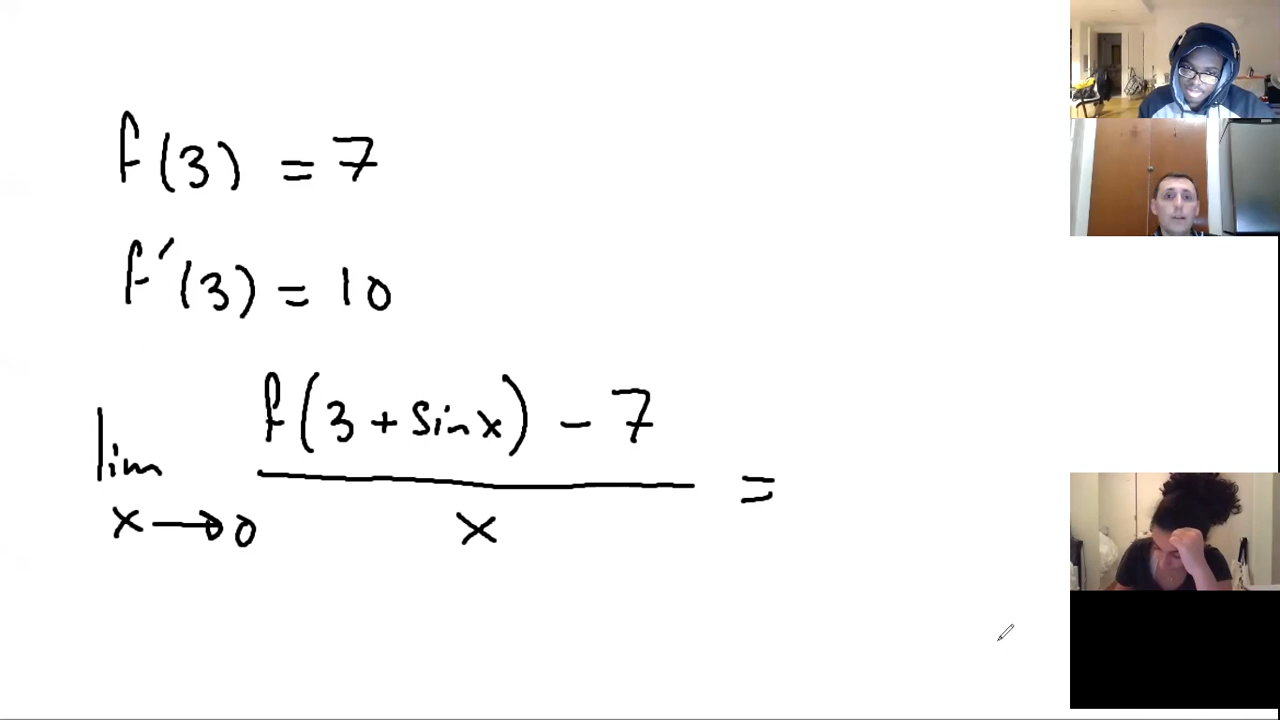 f(3) = 7
f'(3) = 10
lim x→0 f(3 + sin x) - 7 / x =